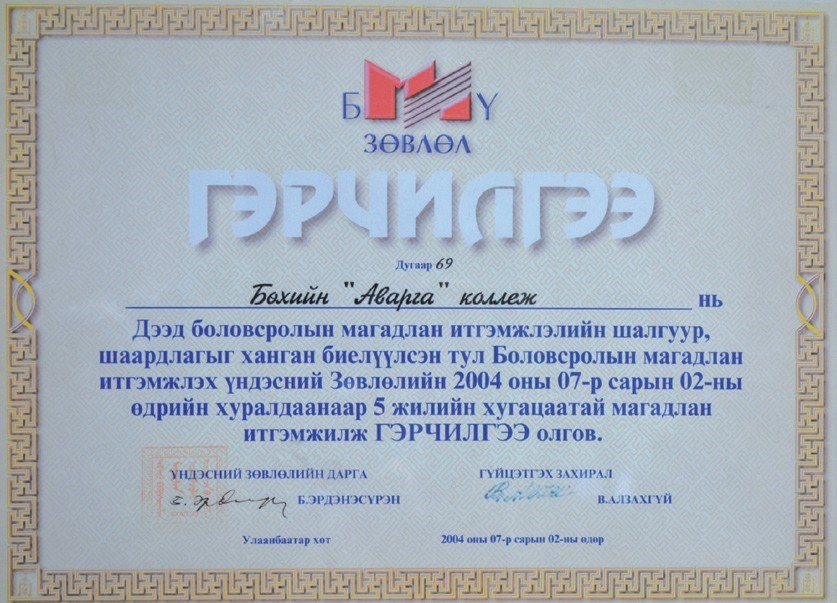 Б М И Ү
ЗӨВЛӨЛ
ГЭРЧИЛГЭЭ
Дугаар 69
Бөхийн "Аварга" коллеж нь
Дээд боловсролын магадлан итгэмжлэлийн шалгуур,
шаардлагыг ханган биелүүлсэн тул Боловсролын магадлан
итгэмжлэх үндэсний Зөвлөлийн 2004 оны 07-р сарын 02-ны
өдрийн хуралдаанаар 5 жилийн хугацаатай магадлан
итгэмжилж ГЭРЧИЛГЭЭ олгов.
ҮНДЭСНИЙ ЗӨВЛӨЛИЙН ДАРГА ГҮЙЦЭТГЭХ ЗАХИРАЛ
Б.ЭРДЭНЭСҮРЭН В.АЛЗАХГҮЙ
Улаанбаатар хот 2004 оны 07-р сарын 02-ны өдөр